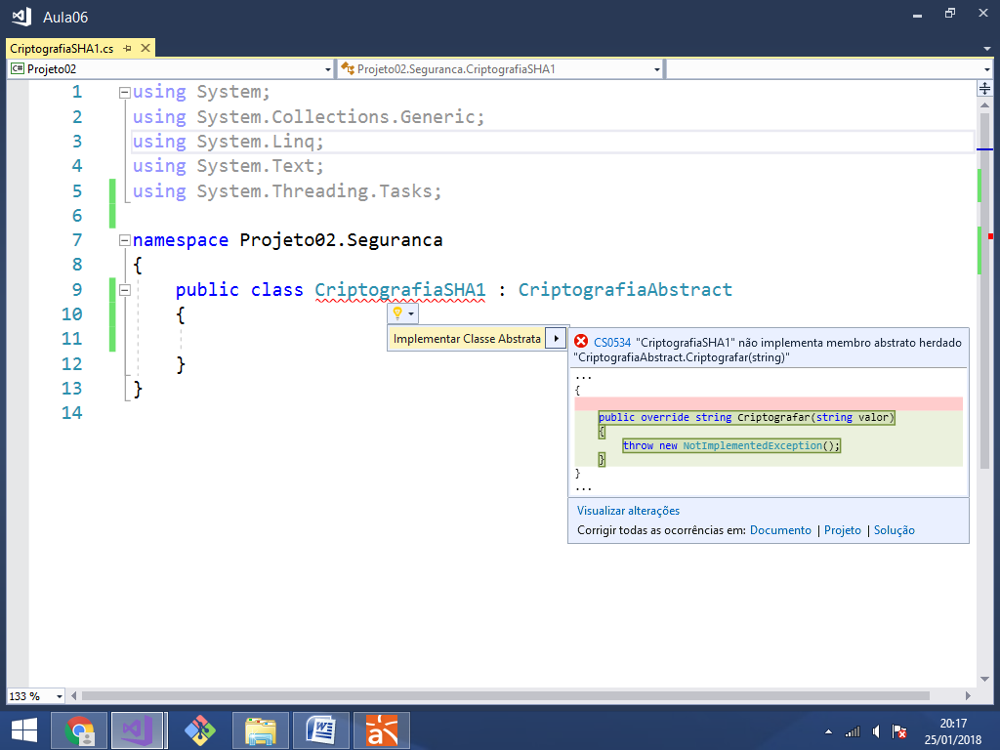 Aula06
CriptografiaSHA1.cs
C# Projeto02
Projeto02.Seguranca.CriptografiaSHA1
1 using System;
2 using System.Collections.Generic;
3 using System.Linq;
4 using System.Text;
5 using System.Threading.Tasks;
6
7 namespace Projeto02.Seguranca
8 {
9 public class CriptografiaSHA1 : CriptografiaAbstract
10 {
11
12 }
13 }
14
Implementar Classe Abstrata
CS0534 "CriptografiaSHA1" não implementa membro abstrato herdado
"CriptografiaAbstract.Criptografar(string)"
...
{
public override string Criptografar(string valor)
{
throw new NotImplementedException();
}
}
...
Visualizar alterações
Corrigir todas as ocorrências em: Documento | Projeto | Solução
133 %
20:17
25/01/2018